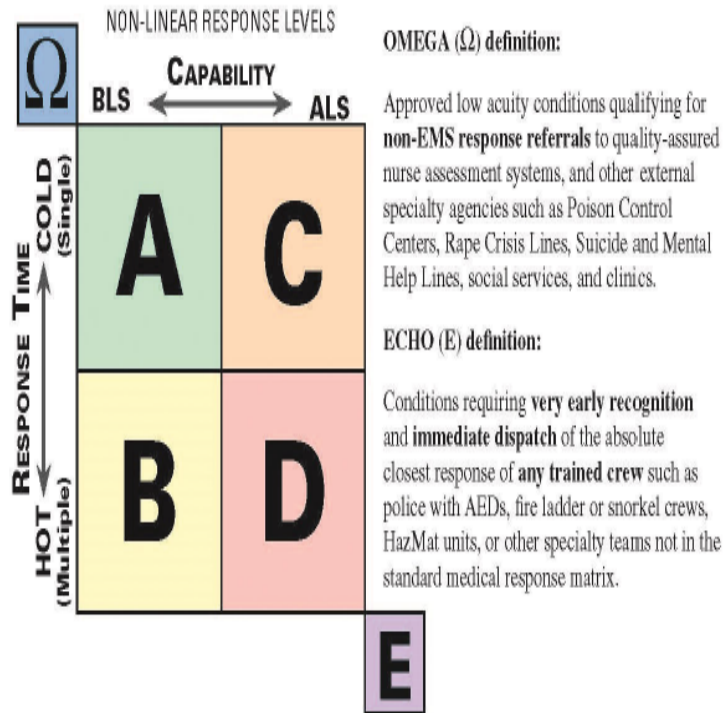 NON-LINEAR RESPONSE LEVELS
Ω
CAPABILITY
BLS
ALS
RESPONSE TIME
COLD
(Single)
HOT
(Multiple)
A
C
B
D
E
OMEGA (Ω) definition:
Approved low acuity conditions qualifying for
non-EMS response referrals to quality-assured
nurse assessment systems, and other external
specialty agencies such as Poison Control
Centers, Rape Crisis Lines, Suicide and Mental
Help Lines, social services, and clinics.
ECHO (E) definition:
Conditions requiring very early recognition
and immediate dispatch of the absolute
closest response of any trained crew such as
police with AEDs, fire ladder or snorkel crews,
HazMat units, or other specialty teams not in the
standard medical response matrix.